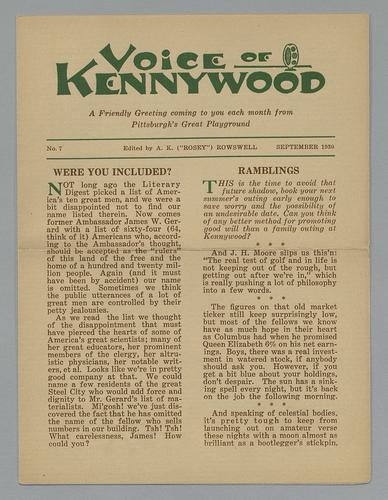 VOICE OF
KENNYWOOD
A Friendly Greeting coming to you each month from
Pittsburgh's Great Playground
No. 7 Edited by A. K. ("ROSEY") ROWSWELL SEPTEMBER 1930
WERE YOU INCLUDED?
NOT long ago the Literary
Digest picked a list of Amer-
ica's ten great men, and we were a
bit disappointed not to find our
name listed therein. Now comes
former Ambassador James W. Ger-
ard with a list of sixty-four (64,
think of it) Americans who, accord-
ing to the Ambassador's thought,
should be accepted as the "rulers"
of this land of the free and the
home of a hundred and twenty mil-
lion people. Again (and it must
have been by accident) our name
is omitted. Sometimes we think
the public utterances of a lot of
great men are controlled by their
petty jealousies.
As we read the list we thought
of the disappointment that must
have pierced the hearts of some of
America's great scientists; many of
her great educators, her prominent
members of the clergy, her altru-
istic physicians, her notable writ-
ers, et al. Looks like we're in pretty
good company at that. We could
name a few residents of the great
Steel City who would add force and
dignity to Mr. Gerard's list of ma-
terialists. Mi'gosh! we've just dis-
covered the fact that he has omitted
the name of the fellow who sells
numbers in our building. Tsh! Tsh!
What carelessness, James! How
could you?
RAMBLINGS
THIS is the time to avoid that
future shadow, book your next
summer's outing early enough to
save worry and the possibility of
an undesirable date. Can you think
of any better method for promoting
good will than a family outing at
Kennywood?
* * *
And J. H. Moore slips us this'n:
"The real test of golf and in life is
not keeping out of the rough, but
getting out after we're in," which
is really pushing a lot of philosophy
into a few words.
* * *
The figures on that old market
ticker still keep surprisingly low,
but most of the fellows we know
have as much hope in their heart
as Columbus had when he promised
Queen Elizabeth 6% on his net earn-
ings. Boys, there was a real invest-
ment in watered stock, if anybody
should ask you. However, if you
get a bit blue about your holdings,
don't despair. The sun has a sink-
ing spell every night, but it's back
on the job the following morning.
* * *
And speaking of celestial bodies,
it's pretty tough to keep from
launching out on amateur verse
these nights with a moon almost as
brilliant as a bootlegger's stickpin,